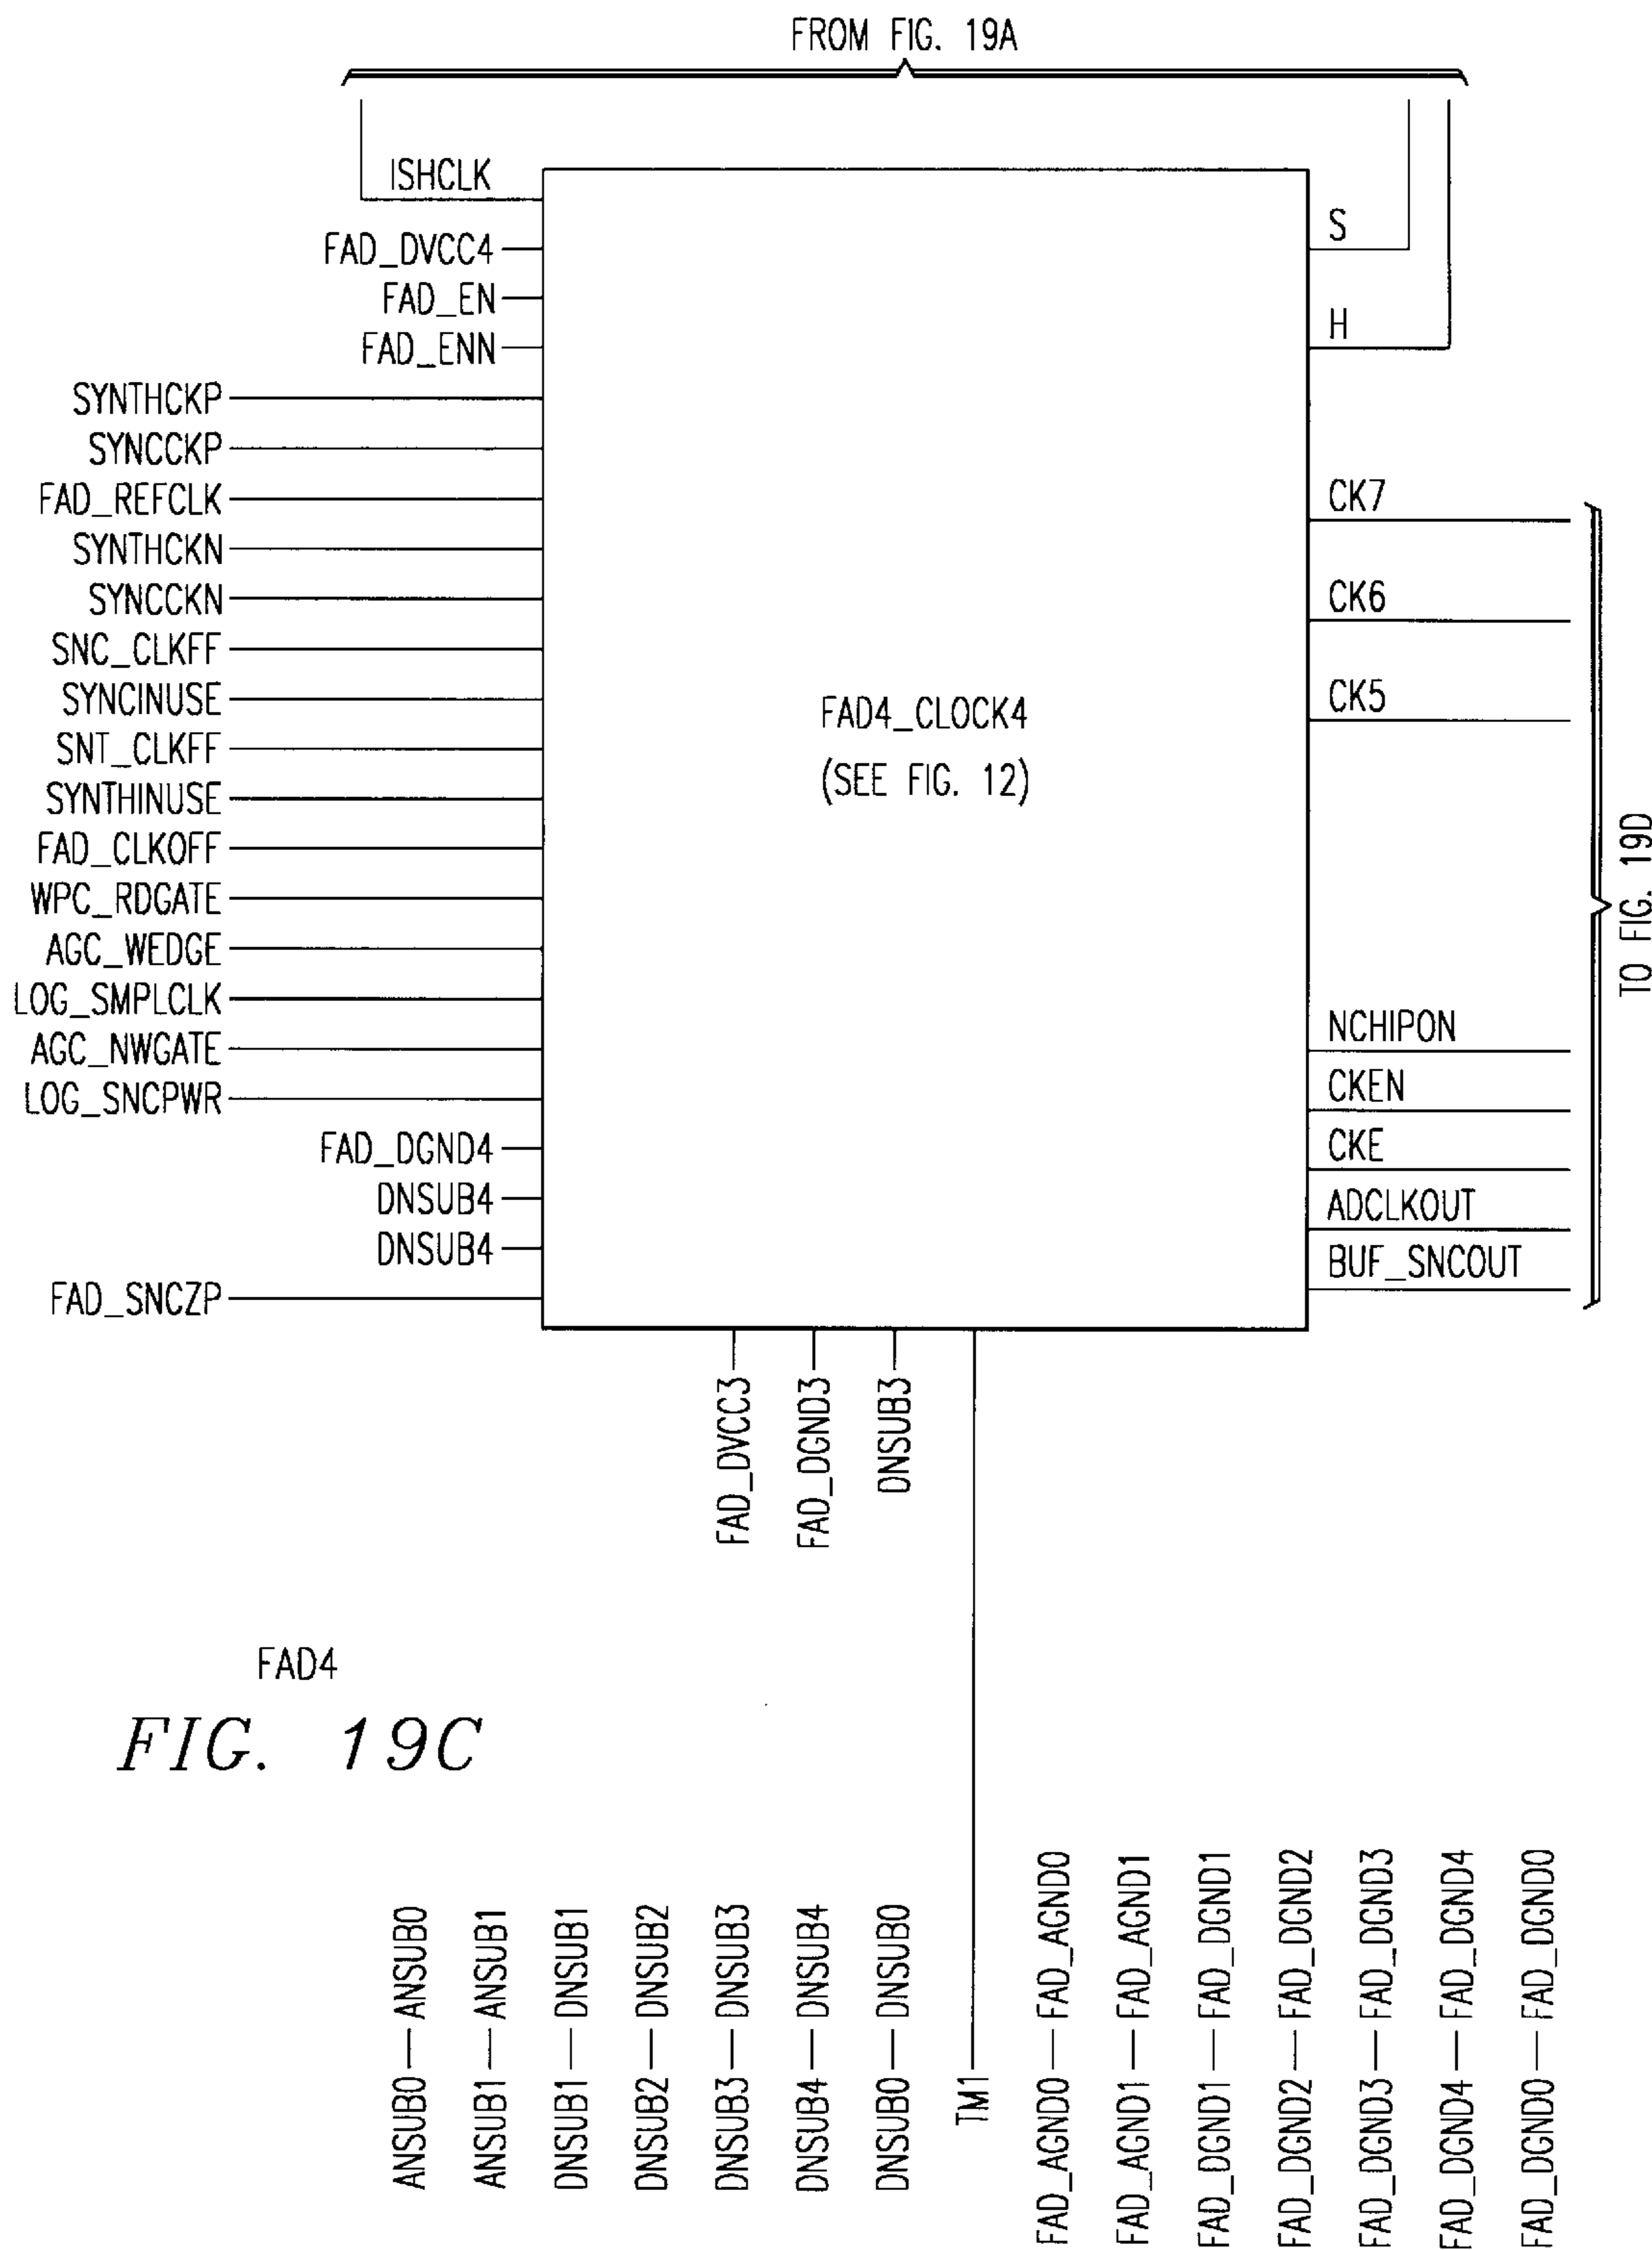 FROM FIG. 19A
ISHCLK
FAD_DVCC4
FAD_EN
FAD_ENN
SYNTHCKP
SYNCCKP
FAD_REFCLK
SYNTHCKN
SYNCCKN
SNC_CLKFF
SYNCINUSE
SNT_CLKFF
SYNTHINUSE
FAD_CLKOFF
WPC_RDGATE
AGC_WEDGE
LOG_SMPLCLK
AGC_NWGATE
LOG_SNCPWR
FAD_DGND4
DNSUB4
DNSUB4
FAD_SNCZP
FAD4_CLOCK4
(SEE FIG. 12)
S
H
CK7
CK6
CK5
NCHIPON
CKEN
CKE
ADCLKOUT
BUF_SNCOUT
TO FIG. 19D
FAD_DVCC3
FAD_DGND3
DNSUB3
FAD4
FIG. 19C
ANSUB0 — ANSUB0
ANSUB1 — ANSUB1
DNSUB1 — DNSUB1
DNSUB2 — DNSUB2
DNSUB3 — DNSUB3
DNSUB4 — DNSUB4
DNSUB0 — DNSUB0
TM1
FAD_AGND0 — FAD_AGND0
FAD_AGND1 — FAD_AGND1
FAD_DGND1 — FAD_DGND1
FAD_DGND2 — FAD_DGND2
FAD_DGND3 — FAD_DGND3
FAD_DGND4 — FAD_DGND4
FAD_DGND0 — FAD_DGND0